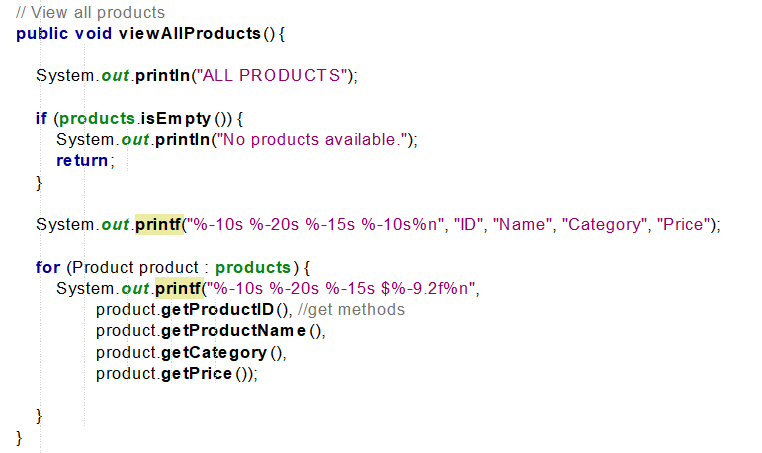 // View all products
public void viewAllProducts(){
System.out.println("ALL PRODUCTS");
if (products.isEmpty()) {
System.out.println("No products available.");
return;
}
System.out.printf("%-10s %-20s %-15s %-10s%n", "ID", "Name", "Category", "Price");
for (Product product : products) {
System.out.printf("%-10s %-20s %-15s $%-9.2f%n",
product.getProductID(), //get methods
product.getProductName(),
product.getCategory(),
product.getPrice());
}
}